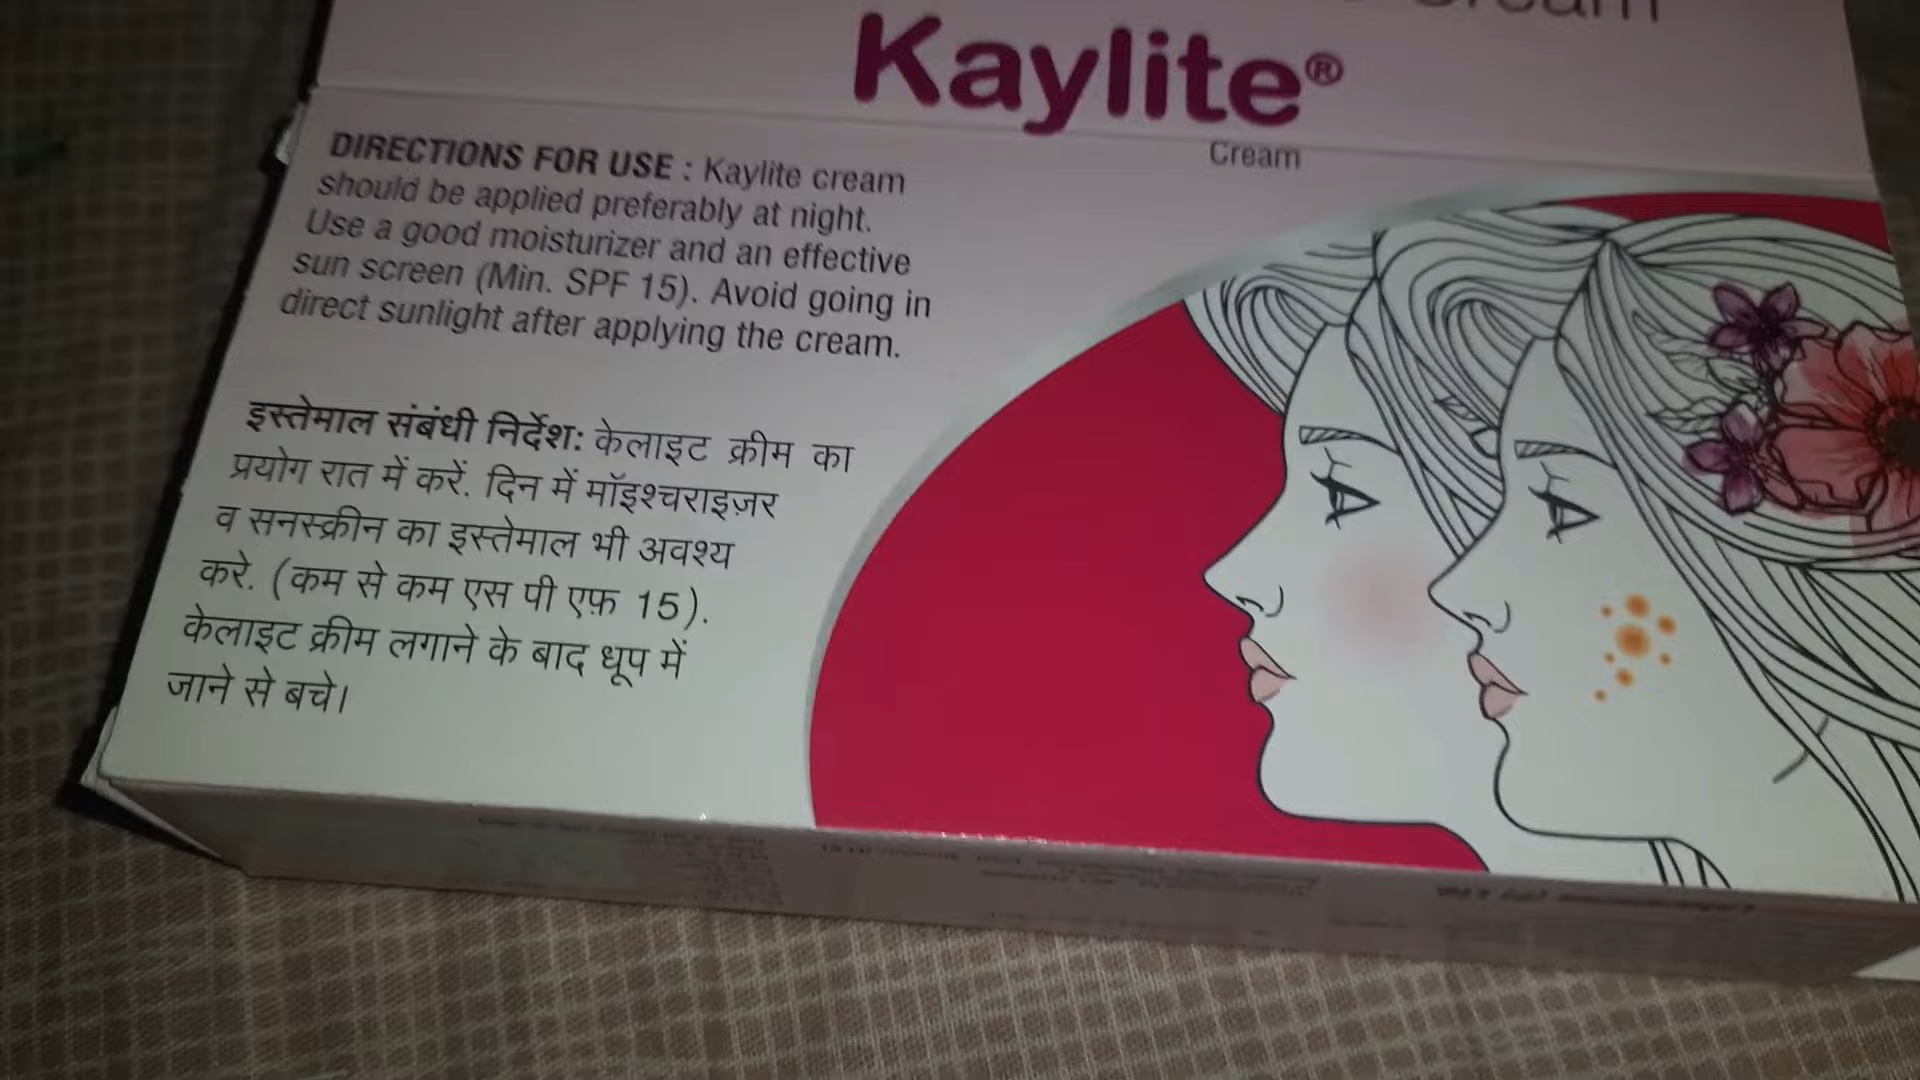 Cream
Kaylite®
Cream
DIRECTIONS FOR USE : Kaylite cream
should be applied preferably at night.
Use a good moisturizer and an effective
sun screen (Min. SPF 15). Avoid going in
direct sunlight after applying the cream.
इस्तेमाल संबंधी निर्देश: केलाइट क्रीम का
प्रयोग रात में करें. दिन में मॉइश्चराइज़र
व सनस्क्रीन का इस्तेमाल भी अवश्य
करे. (कम से कम एस पी एफ़ 15).
केलाइट क्रीम लगाने के बाद धूप में
जाने से बचे।